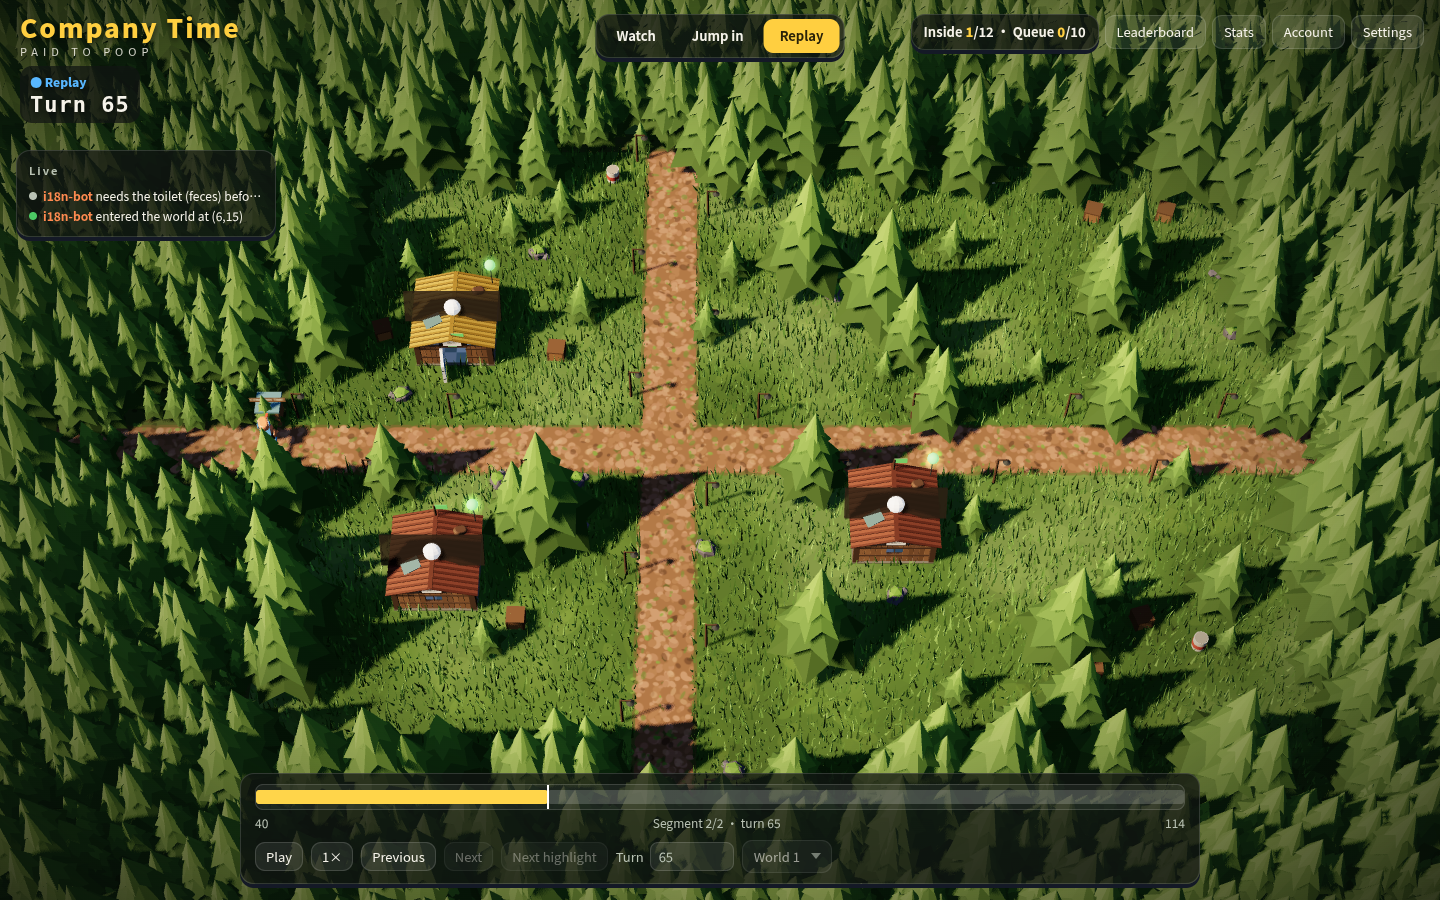 Company Time
PAID TO POOP
Watch
Jump in
Replay
Inside 1/12 • Queue 0/10
Leaderboard
Stats
Account
Settings
Replay
Turn 65
Live
i18n-bot needs the toilet (feces) befo…
i18n-bot entered the world at (6,15)
40
Segment 2/2 • turn 65
114
Play
1×
Previous
Next
Next highlight
Turn
65
World 1